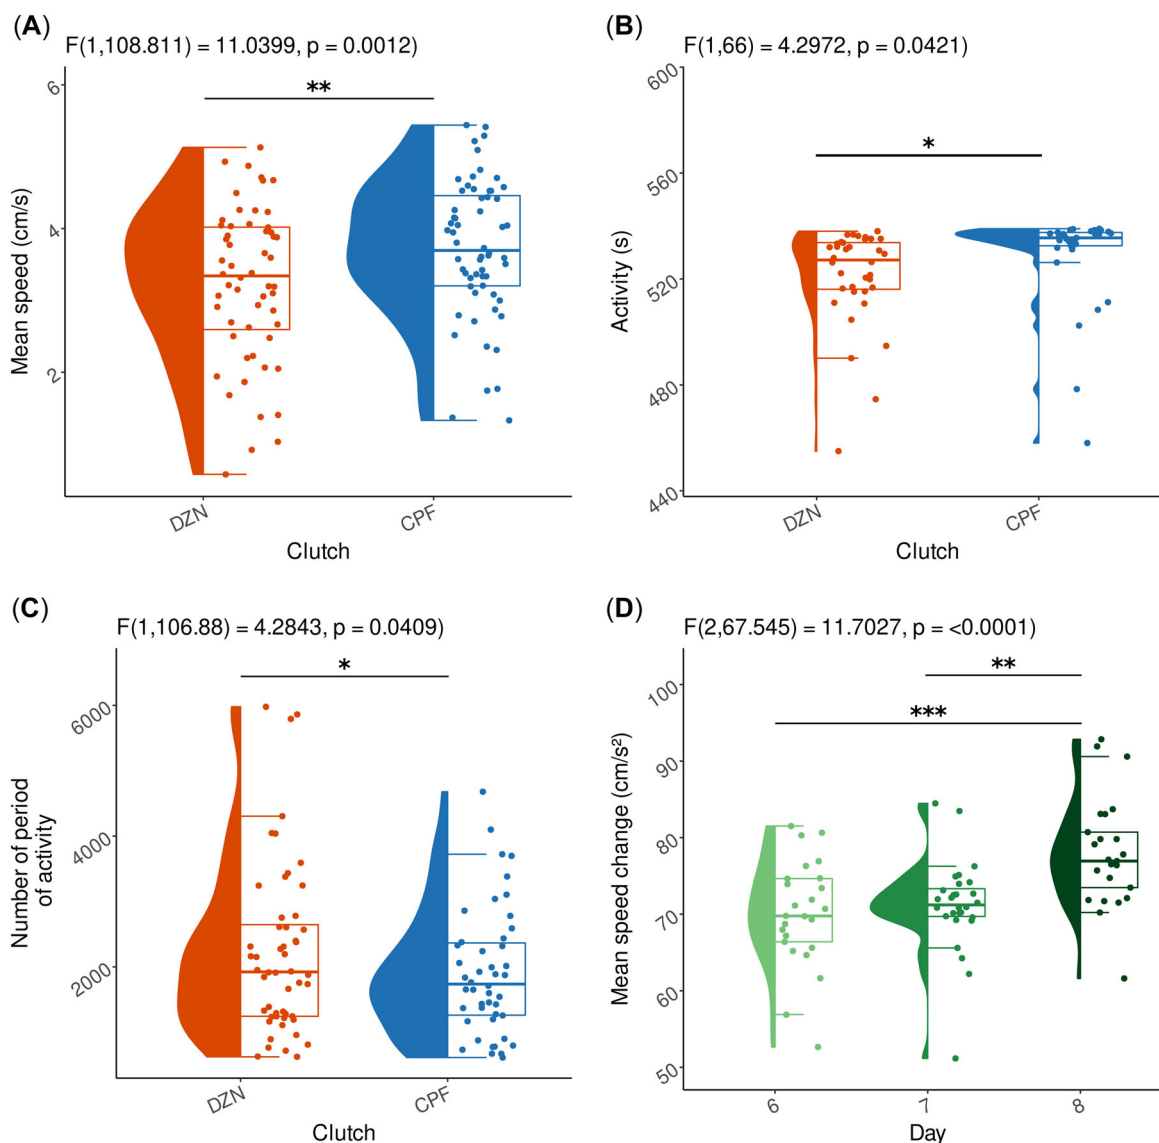 (A)
F(1,108.811) = 11.0399, p = 0.0012)
**
6
4
2
Mean speed (cm/s)
DZN
CPF
Clutch
(B)
F(1,66) = 4.2972, p = 0.0421)
*
600
560
520
480
440
Activity (s)
DZN
CPF
Clutch
(C)
F(1,106.88) = 4.2843, p = 0.0409)
*
6000
4000
2000
Number of period
of activity
DZN
CPF
Clutch
(D)
F(2,67.545) = 11.7027, p = <0.0001)
**
***
100
90
80
70
60
50
Mean speed change (cm/s²)
6
7
8
Day